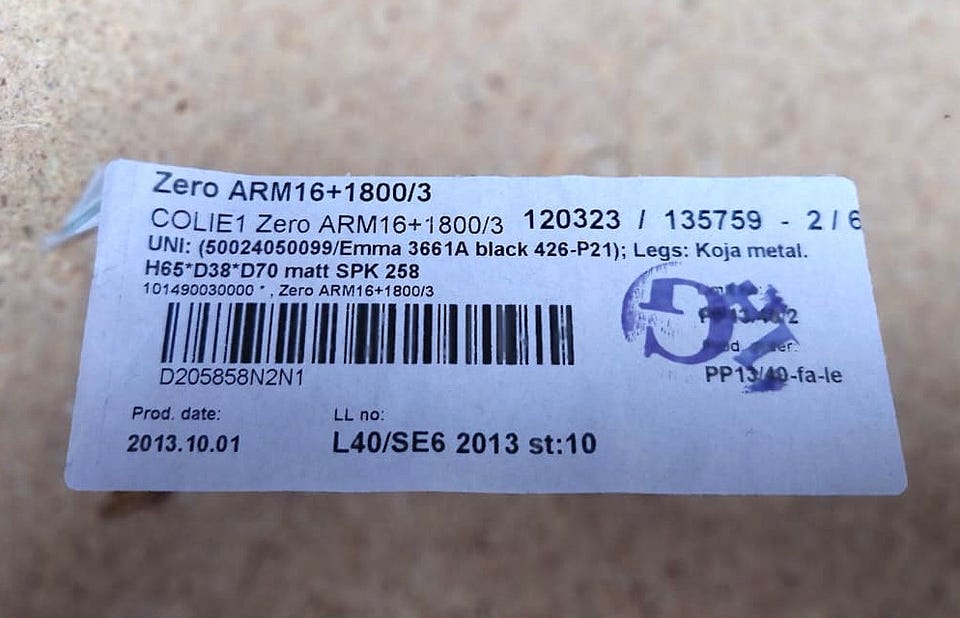 Zero ARM16+1800/3
COLIE1 Zero ARM16+1800/3 120323 / 135759 - 2/6
UNI: (50024050099/Emma 3661A black 426-P21); Legs: Koja metal.
H65*D38*D70 matt SPK 258
101490030000 * , Zero ARM16+1800/3
D205858N2N1
PP13/40-fa-le
Prod. date:
LL no:
2013.10.01
L40/SE6 2013 st:10